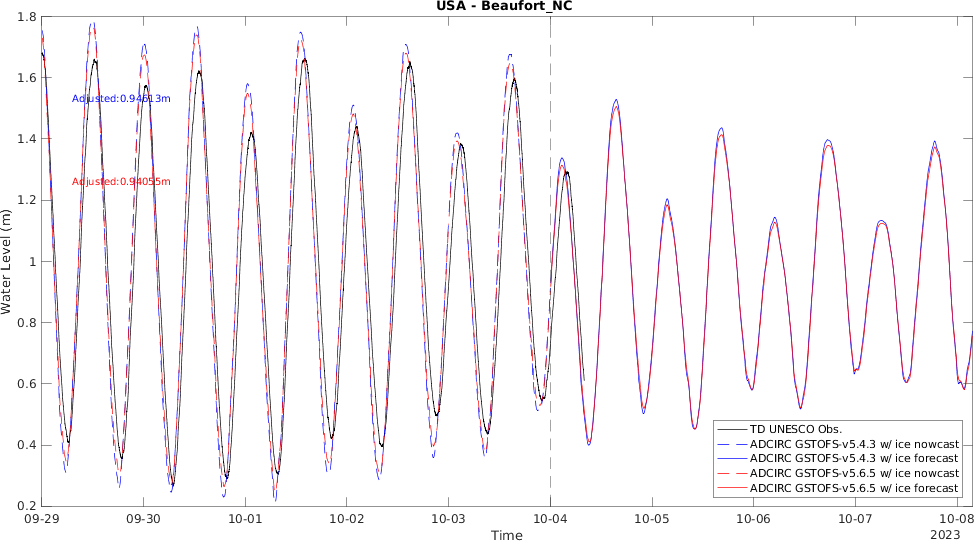 USA - Beaufort_NC
1.8
1.6
1.4
1.2
1
0.8
0.6
0.4
0.2
Water Level (m)
Adjusted:0.94613m
Adjusted:0.94055m
TD UNESCO Obs.
ADCIRC GSTOFS-v5.4.3 w/ ice nowcast
ADCIRC GSTOFS-v5.4.3 w/ ice forecast
ADCIRC GSTOFS-v5.6.5 w/ ice nowcast
ADCIRC GSTOFS-v5.6.5 w/ ice forecast
09-29 09-30 10-01 10-02 10-03 10-04 10-05 10-06 10-07 10-08
2023
Time